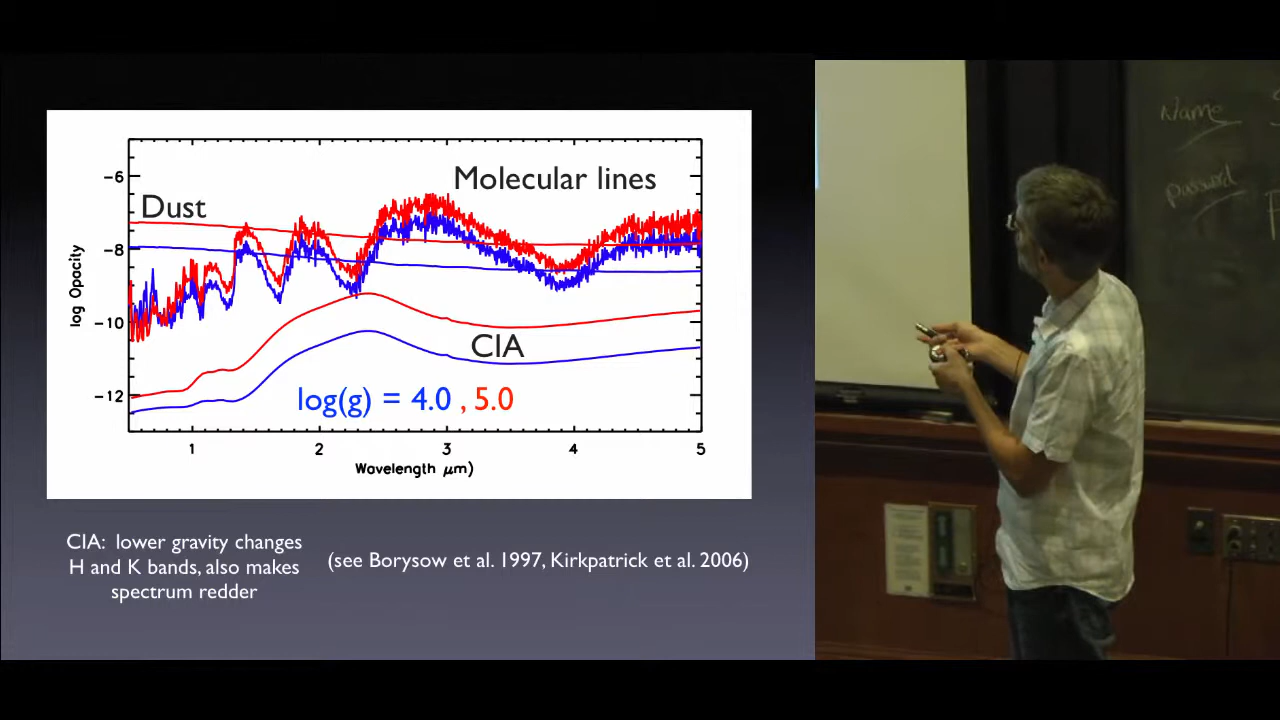 Molecular lines
Dust
CIA
log(g) = 4.0 , 5.0
log Opacity
-6
-8
-10
-12
1
2
3
4
5
Wavelength μm)
CIA: lower gravity changes
H and K bands, also makes
spectrum redder
(see Borysow et al. 1997, Kirkpatrick et al. 2006)
Name
password